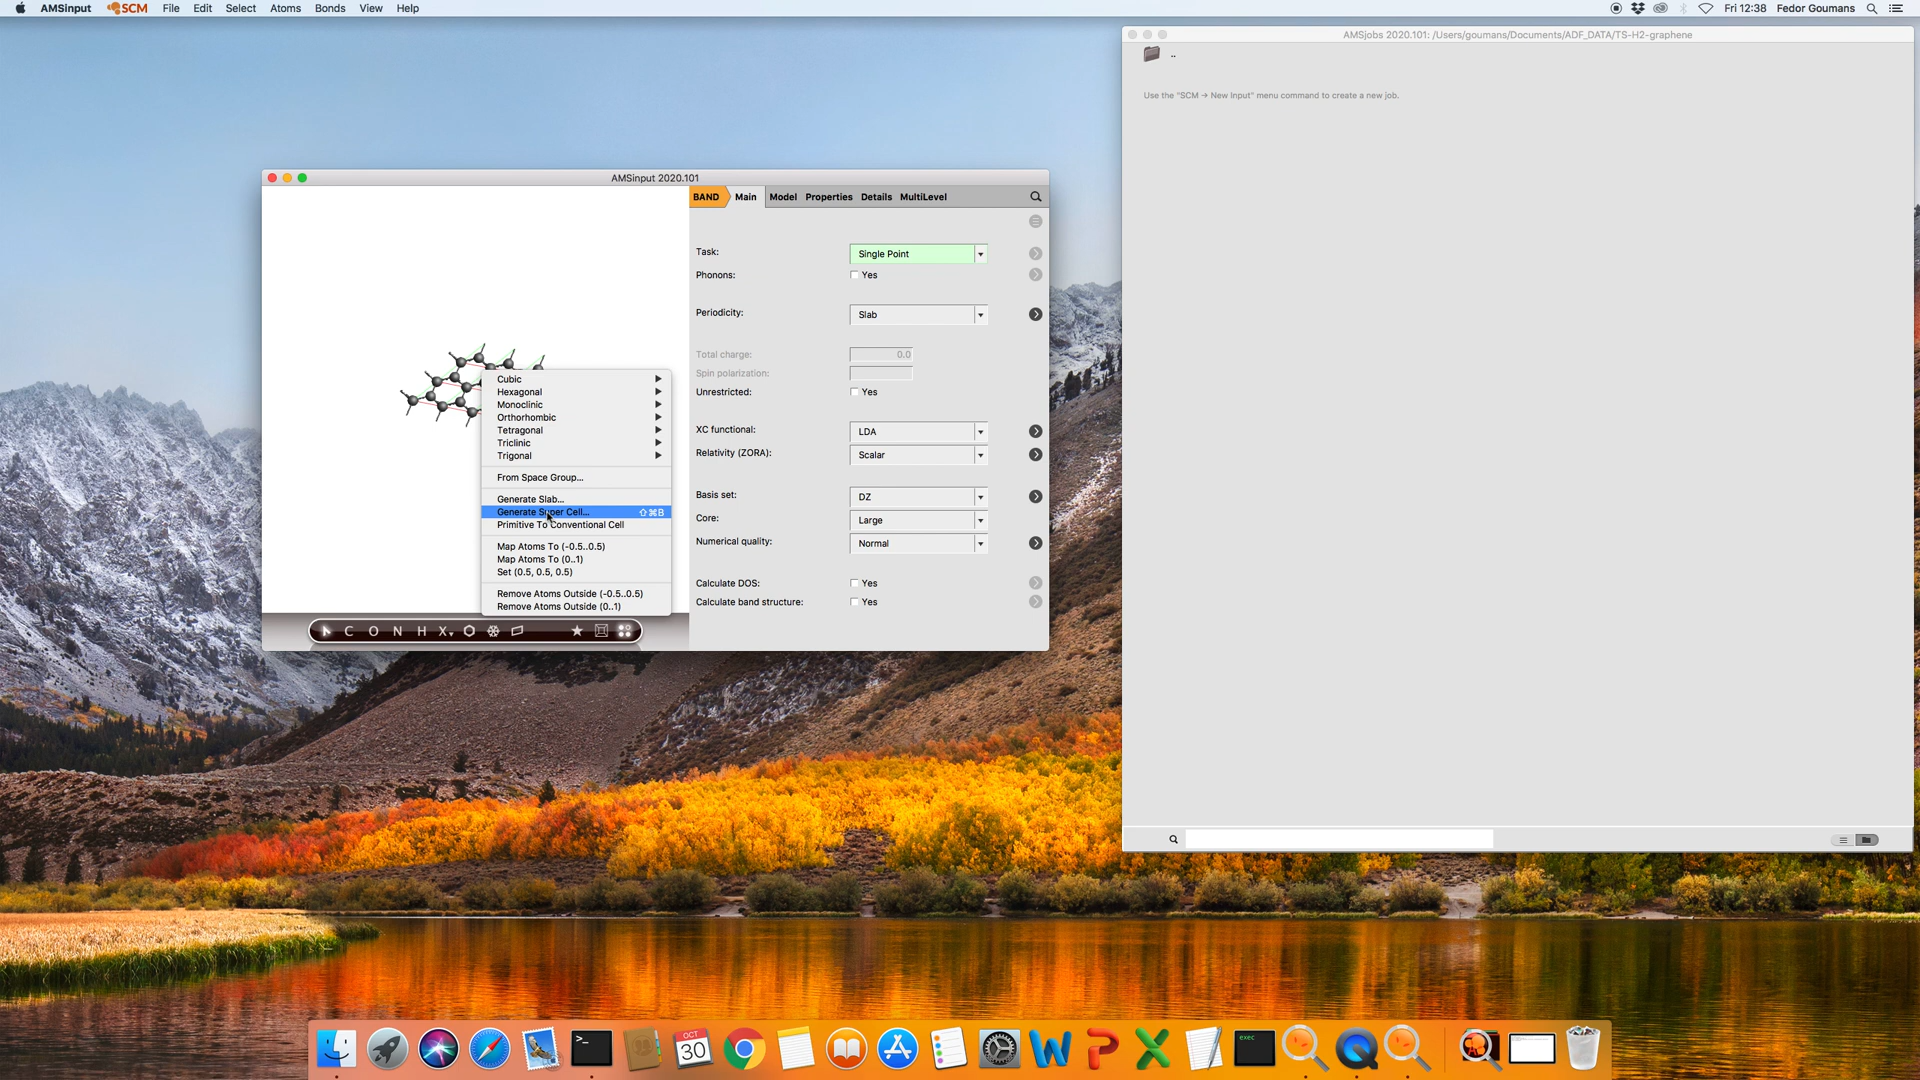 AMSinput SCM File Edit Select Atoms Bonds View Help Fri 12:38 Fedor Goumans
AMSjobs 2020.101: /Users/goumans/Documents/ADF_DATA/TS-H2-graphene
..
Use the "SCM → New Input" menu command to create a new job.
AMSinput 2020.101
BAND Main Model Properties Details MultiLevel
Task: Single Point
Phonons: Yes
Periodicity: Slab
Total charge: 0.0
Spin polarization:
Unrestricted: Yes
XC functional: LDA
Relativity (ZORA): Scalar
Basis set: DZ
Core: Large
Numerical quality: Normal
Calculate DOS: Yes
Calculate band structure: Yes
Cubic
Hexagonal
Monoclinic
Orthorhombic
Tetragonal
Triclinic
Trigonal
From Space Group...
Generate Slab...
Generate Super Cell... ⇧⌘B
Primitive To Conventional Cell
Map Atoms To (-0.5..0.5)
Map Atoms To (0..1)
Set (0.5, 0.5, 0.5)
Remove Atoms Outside (-0.5..0.5)
Remove Atoms Outside (0..1)
C O N H X
OCT
30
exec